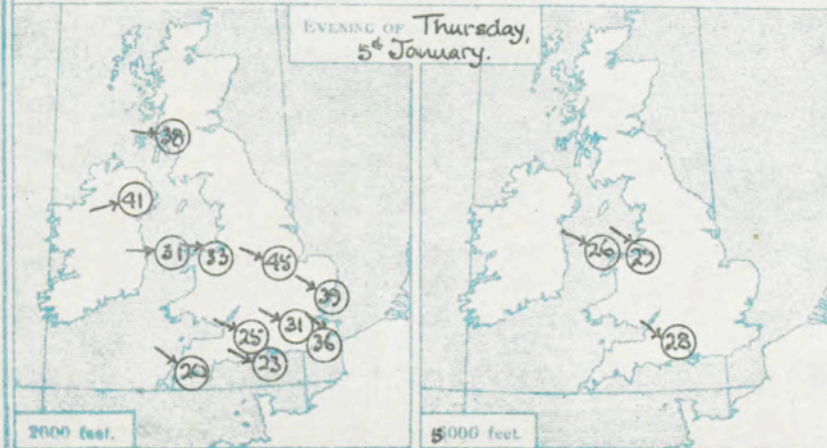 EVENING OF Thursday,
5th January.
38
41
31 33 45
39
25 31 36
20 23
2000 feet.
26 27
28
5000 feet